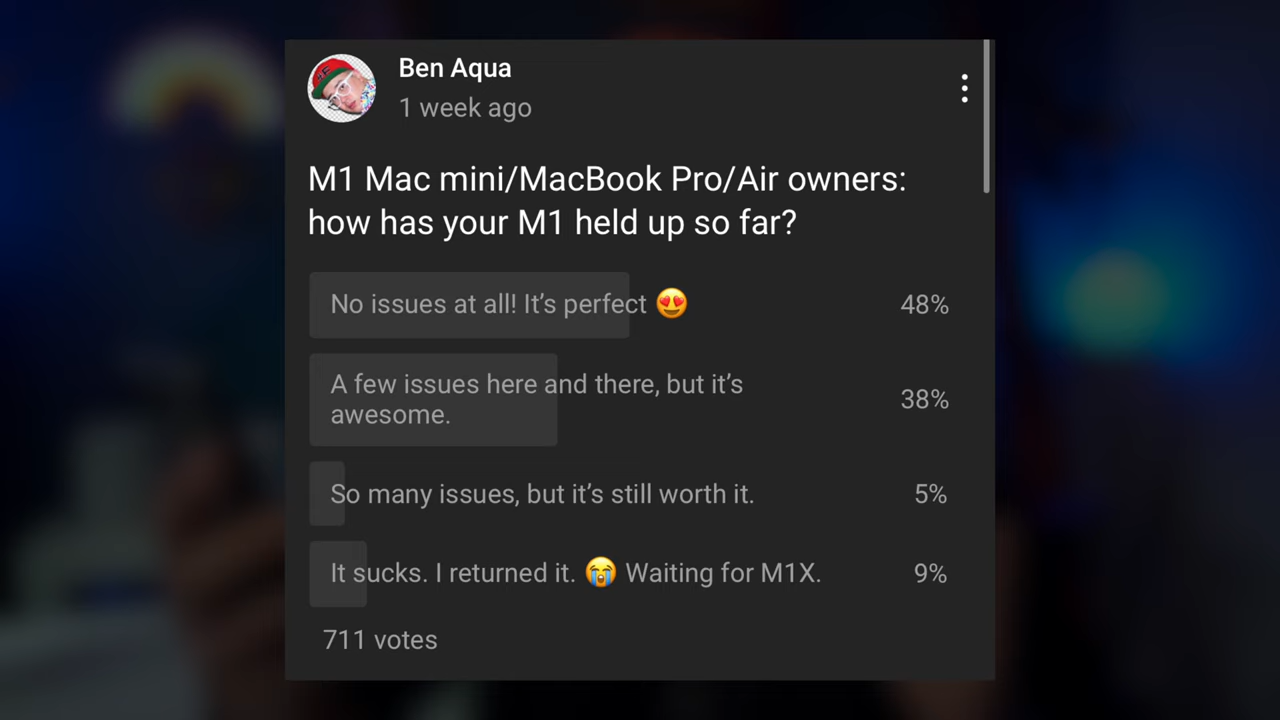 Ben Aqua
1 week ago
M1 Mac mini/MacBook Pro/Air owners:
how has your M1 held up so far?
No issues at all! It’s perfect 😍 48%
A few issues here and there, but it’s
awesome. 38%
So many issues, but it’s still worth it. 5%
It sucks. I returned it. 😭 Waiting for M1X. 9%
711 votes